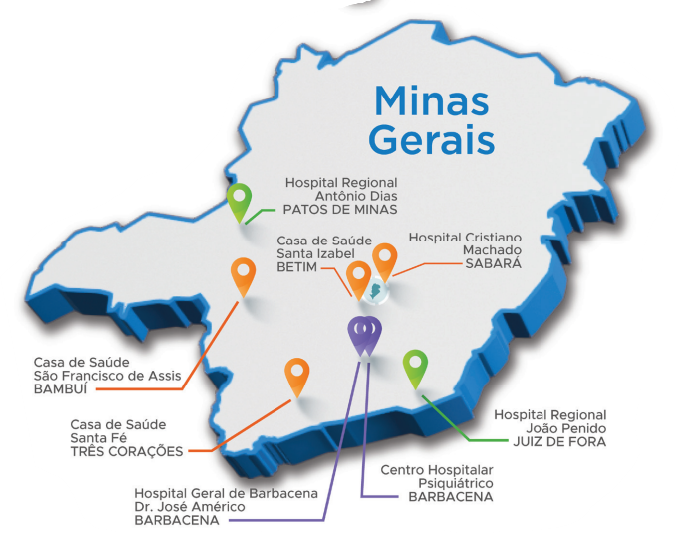 Minas
Gerais
Hospital Regional
Antônio Dias
PATOS DE MINAS
Casa de Saúde
Santa Izabel
BETIM
Hospital Cristiano
Machado
SABARÁ
Casa de Saúde
São Francisco de Assis
BAMBUÍ
Casa de Saúde
Santa Fé
TRÊS CORAÇÕES
Hospital Regional
João Penido
JUIZ DE FORA
Centro Hospitalar
Psiquiátrico
BARBACENA
Hospital Geral de Barbacena
Dr. José Américo
BARBACENA